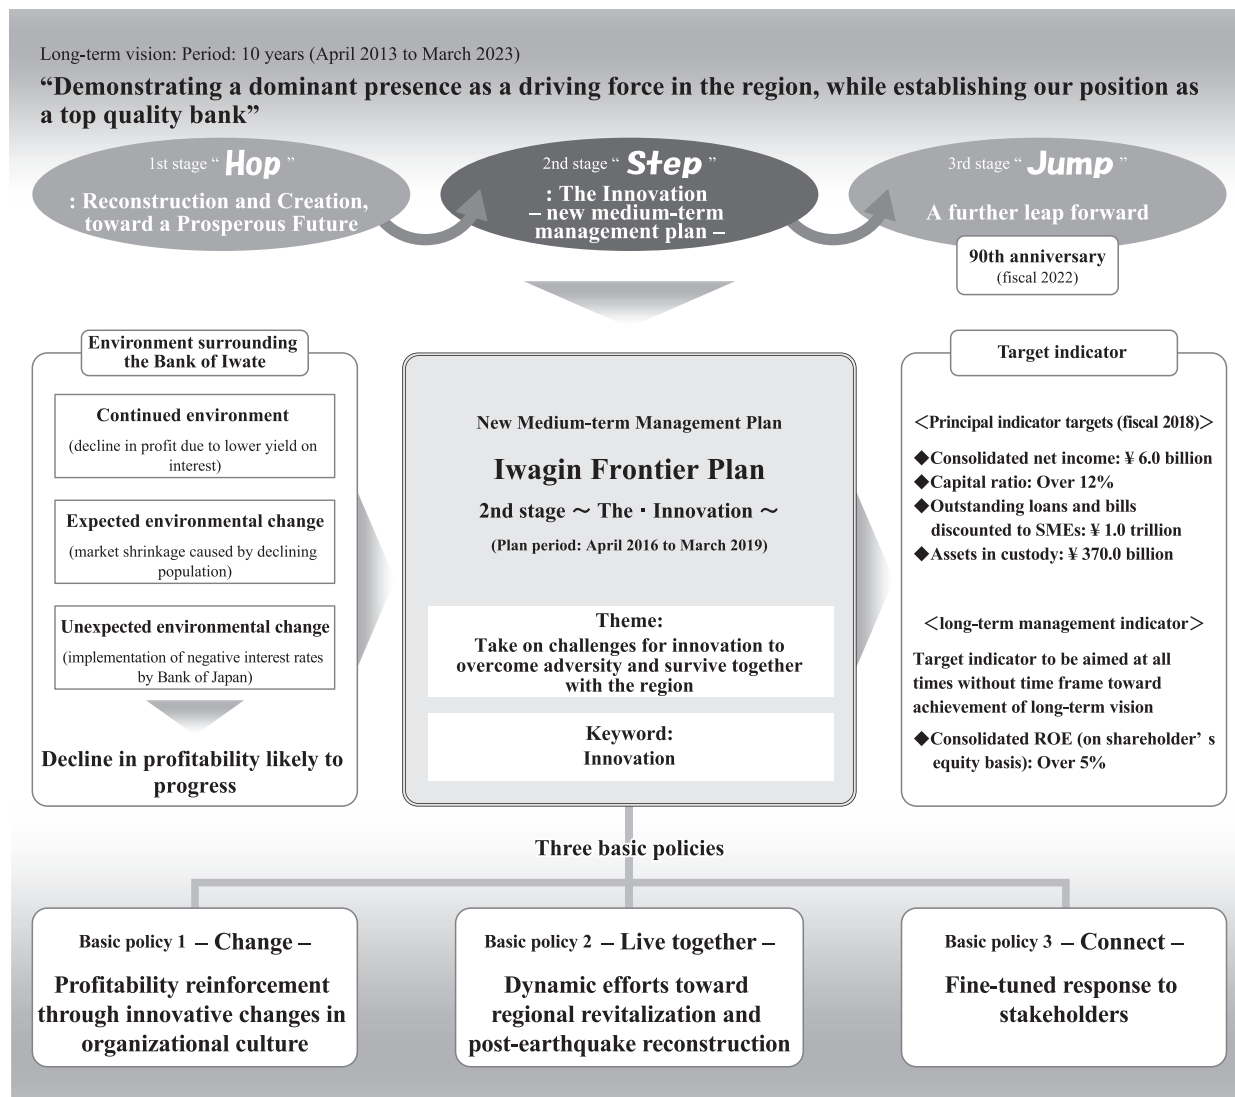 Long-term vision: Period: 10 years (April 2013 to March 2023)
“Demonstrating a dominant presence as a driving force in the region, while establishing our position as
a top quality bank”
1st stage “ Hop ”
: Reconstruction and Creation,
toward a Prosperous Future
2nd stage “ Step ”
: The Innovation
– new medium-term
management plan –
3rd stage “ Jump ”
A further leap forward
90th anniversary
(fiscal 2022)
Environment surrounding
the Bank of Iwate
Continued environment
(decline in profit due to lower yield on
interest)
Expected environmental change
(market shrinkage caused by declining
population)
Unexpected environmental change
(implementation of negative interest rates
by Bank of Japan)
Decline in profitability likely to
progress
New Medium-term Management Plan
Iwagin Frontier Plan
2nd stage ～ The・Innovation ～
(Plan period: April 2016 to March 2019)
Theme:
Take on challenges for innovation to
overcome adversity and survive together
with the region
Keyword:
Innovation
Target indicator
＜Principal indicator targets (fiscal 2018)＞
◆Consolidated net income: ¥ 6.0 billion
◆Capital ratio: Over 12%
◆Outstanding loans and bills
discounted to SMEs: ¥ 1.0 trillion
◆Assets in custody: ¥ 370.0 billion
＜long-term management indicator＞
Target indicator to be aimed at all
times without time frame toward
achievement of long-term vision
◆Consolidated ROE (on shareholder’ s
equity basis): Over 5%
Three basic policies
Basic policy 1 – Change –
Profitability reinforcement
through innovative changes in
organizational culture
Basic policy 2 – Live together –
Dynamic efforts toward
regional revitalization and
post-earthquake reconstruction
Basic policy 3 – Connect –
Fine-tuned response to
stakeholders